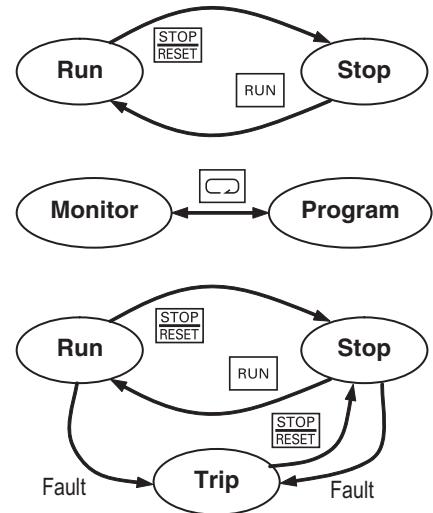 STOP
RESET
Run
Stop
RUN
Monitor
Program
STOP
RESET
Run
Stop
RUN
STOP
RESET
Trip
Fault
Fault